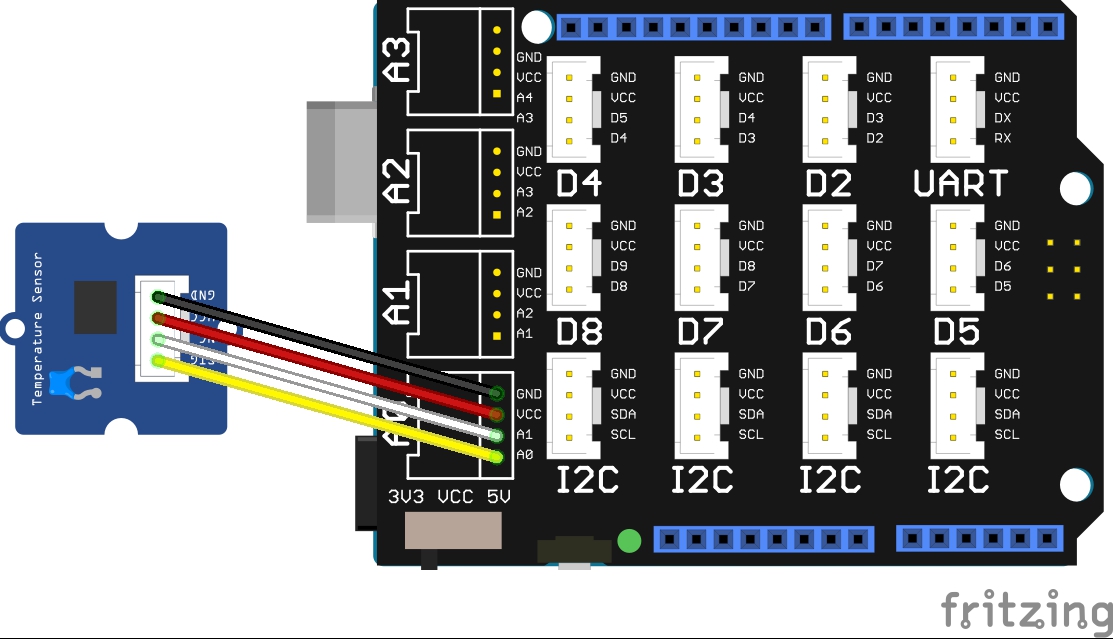 Temperature Sensor
GND
VCC
NC
SIG
A3
GND
VCC
A4
A3
A2
GND
VCC
A3
A2
A1
GND
VCC
A2
A1
GND
VCC
A1
A0
3V3 VCC 5V
GND
VCC
D5
D4
D4
GND
VCC
D4
D3
D3
GND
VCC
D3
D2
D2
GND
VCC
DX
RX
UART
GND
VCC
D9
D8
D8
GND
VCC
D8
D7
D7
GND
VCC
D7
D6
D6
GND
VCC
D6
D5
D5
GND
VCC
SDA
SCL
I2C
GND
VCC
SDA
SCL
I2C
GND
VCC
SDA
SCL
I2C
GND
VCC
SDA
SCL
I2C
fritzing